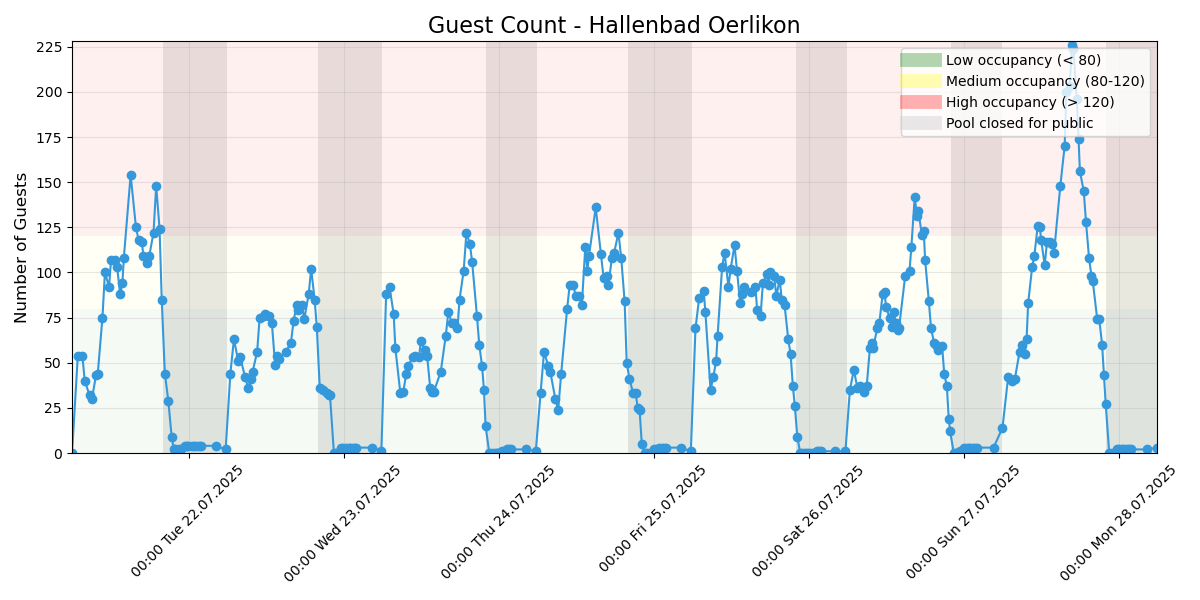 Guest Count - Hallenbad Oerlikon
Number of Guests
225
200
175
150
125
100
75
50
25
0
Low occupancy (< 80)
Medium occupancy (80-120)
High occupancy (> 120)
Pool closed for public
00:00 Tue 22.07.2025
00:00 Wed 23.07.2025
00:00 Thu 24.07.2025
00:00 Fri 25.07.2025
00:00 Sat 26.07.2025
00:00 Sun 27.07.2025
00:00 Mon 28.07.2025